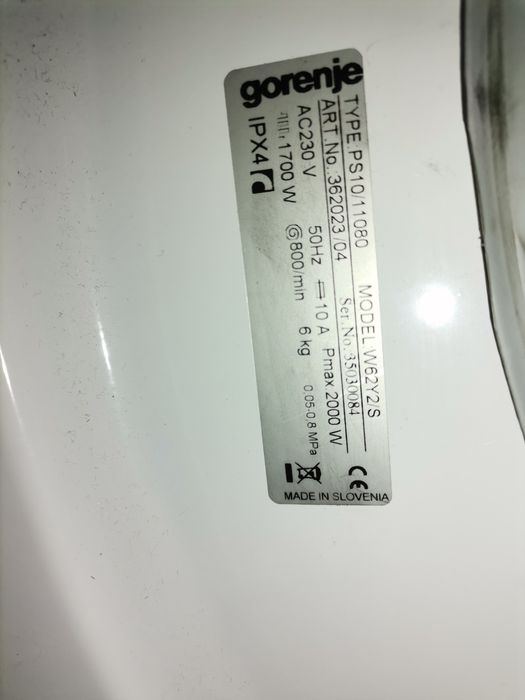 gorenje
TYPE:PS10/11080 MODEL:W62Y2/S
ART.No.:362023/04 Ser.No.:35030084
AC230 V 50Hz 10 A Pmax.2000 W
1700 W 800/min 6 kg 0,05-0,8 MPa
IPX4
CE
MADE IN SLOVENIA